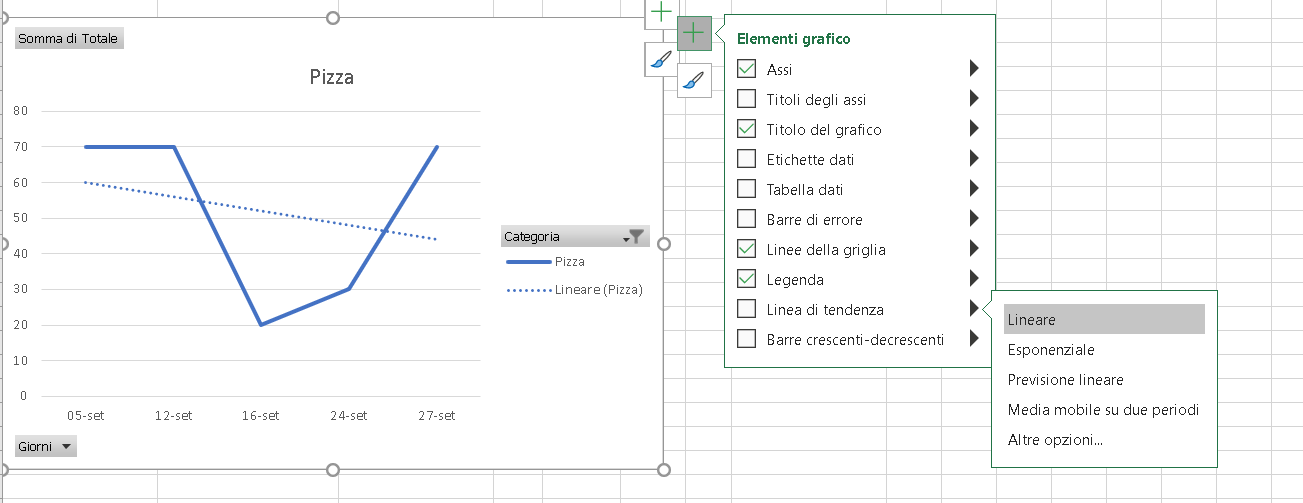 Somma di Totale
Pizza
80
70
60
50
40
30
20
10
0
05-set 12-set 16-set 24-set 27-set
Categoria
Pizza
Lineare (Pizza)
Giorni
Elementi grafico
Assi
Titoli degli assi
Titolo del grafico
Etichette dati
Tabella dati
Barre di errore
Linee della griglia
Legenda
Linea di tendenza
Barre crescenti-decrescenti
Lineare
Esponenziale
Previsione lineare
Media mobile su due periodi
Altre opzioni...